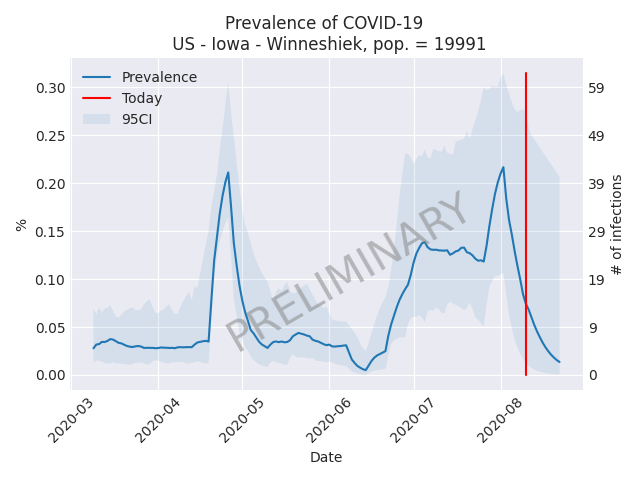 Prevalence of COVID-19
US - Iowa - Winneshiek, pop. = 19991
Prevalence
Today
95CI
0.30
0.25
0.20
0.15
0.10
0.05
0.00
%
59
49
39
29
19
9
0
# of infections
PRELIMINARY
2020-03
2020-04
2020-05
2020-06
2020-07
2020-08
Date